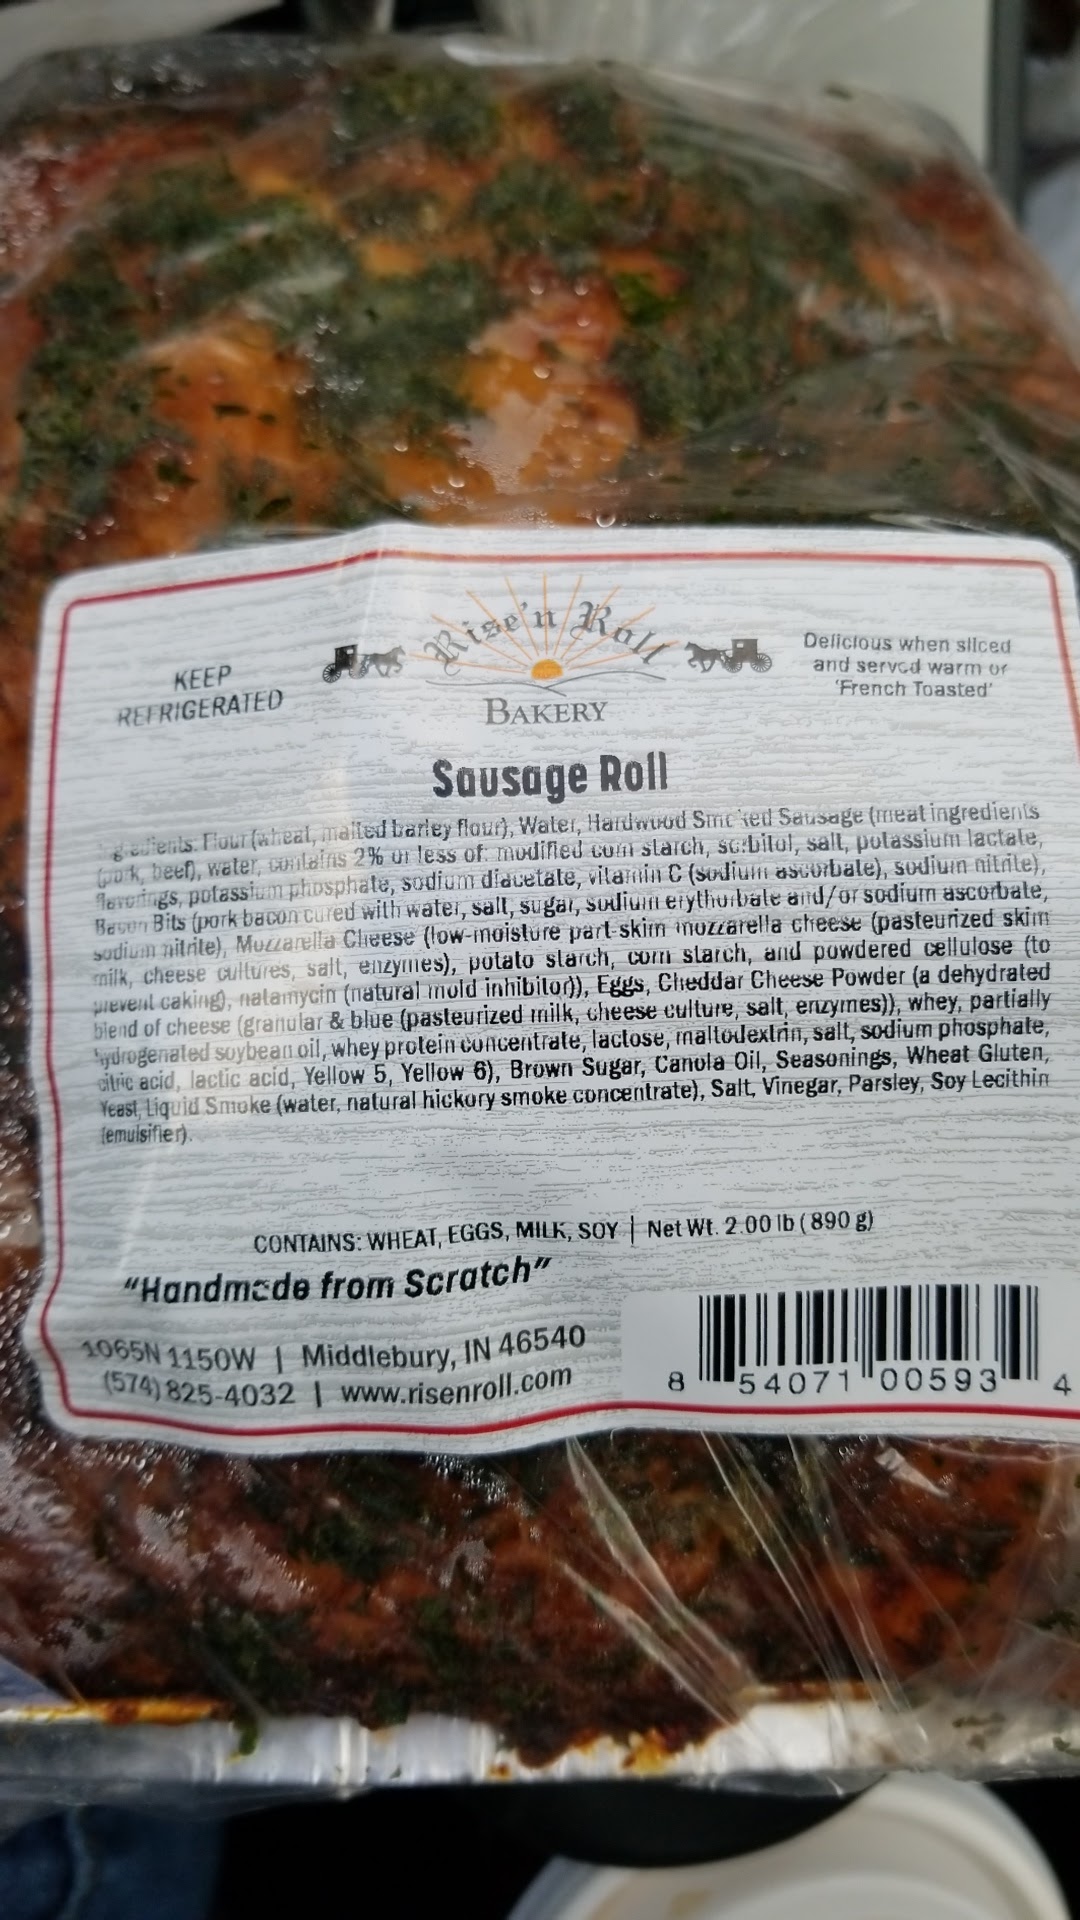 KEEP
REFRIGERATED
Rise'n Roll
BAKERY
Delicious when sliced
and served warm or
'French Toasted'
Sausage Roll
Flour (wheat, malted barley flour), Water, Hardwood Smoked Sausage (meat ingredients
(pork, beef), water, contains 2% or less of: modified corn starch, sorbitol, salt, potassium lactate,
flavorings, potassium phosphate, sodium diacetate, vitamin C (sodium ascorbate), sodium nitrite),
Bacon Bits (pork bacon cured with water, salt, sugar, sodium erythorbate and/or sodium ascorbate,
sodium nitrite), Mozzarella Cheese (low-moisture part-skim mozzarella cheese (pasteurized skim
milk, cheese cultures, salt, enzymes), potato starch, corn starch, and powdered cellulose (to
prevent caking), natamycin (natural mold inhibitor)), Eggs, Cheddar Cheese Powder (a dehydrated
blend of cheese (granular & blue (pasteurized milk, cheese culture, salt, enzymes)), whey, partially
hydrogenated soybean oil, whey protein concentrate, lactose, maltodextrin, salt, sodium phosphate,
citric acid, lactic acid, Yellow 5, Yellow 6), Brown Sugar, Canola Oil, Seasonings, Wheat Gluten,
Yeast, Liquid Smoke (water, natural hickory smoke concentrate), Salt, Vinegar, Parsley, Soy Lecithin
(emulsifier).
CONTAINS: WHEAT, EGGS, MILK, SOY | Net Wt. 2.00 lb (890 g)
"Handmade from Scratch"
1065N 1150W | Middlebury, IN 46540
(574) 825-4032 | www.risenroll.com
8 54071 00593 4